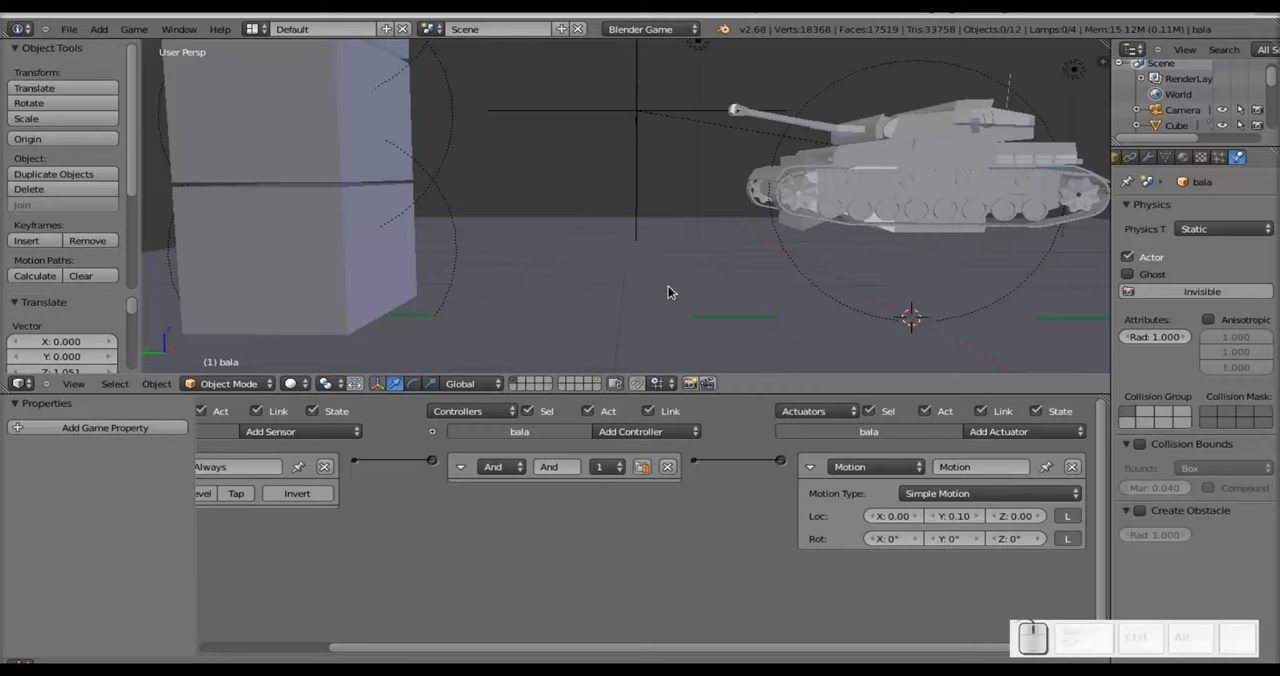 File Add Game Window Help Default Scene Blender Game v2.68 | Verts:18368 | Faces:17519 | Tris:33758 | Objects:0/12 | Lamps:0/4 | Mem:15.12M (0.11M) | bala
Object Tools
Transform:
Translate
Rotate
Scale
Origin
Object:
Duplicate Objects
Delete
Join
Keyframes:
Insert Remove
Motion Paths:
Calculate Clear
Translate
Vector
X: 0.000
Y: 0.000
Z: 1.051
User Persp
(1) bala
View Select Object Object Mode Global
View Search All S
Scene
RenderLay
World
Camera
Cube
bala
Physics
Physics T Static
Actor
Ghost
Invisible
Attributes: Anisotropic
Rad: 1.000 1.000
1.000
1.000
Collision Group Collision Mask:
Collision Bounds
Bounds: Box
Mar: 0.040 Compound
Create Obstacle
Rad: 1.000
Properties
Add Game Property
Act Link State Controllers Sel Act Link Actuators Sel Act Link State
Add Sensor bala Add Controller bala Add Actuator
Always And And 1 Motion Motion
evel Tap Invert Motion Type: Simple Motion
Loc: X: 0.00 Y: 0.10 Z: 0.00 L
Rot: X: 0° Y: 0° Z: 0° L
Ctrl Alt